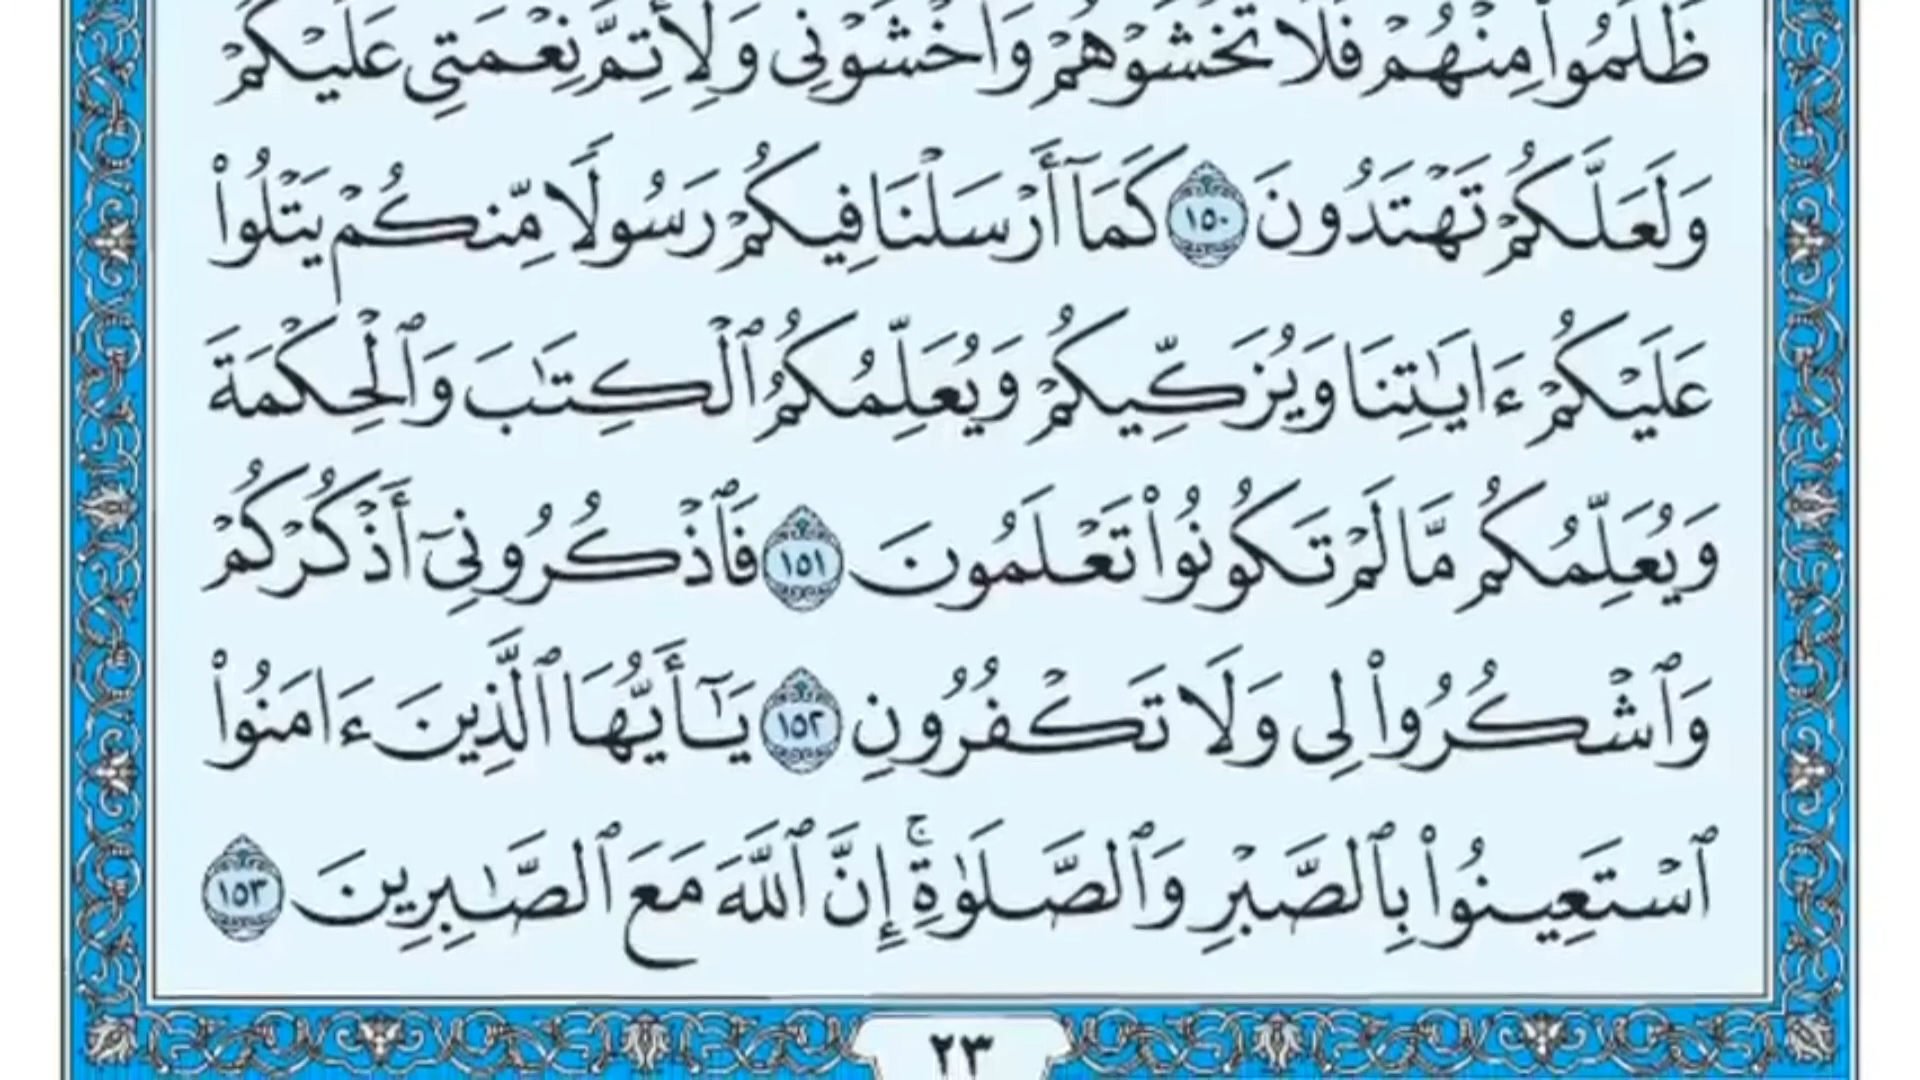 ظَلَمُوا۟ مِنْهُمْ فَلَا تَخْشَوْهُمْ وَٱخْشَوْنِى وَلِأُتِمَّ نِعْمَتِى عَلَيْكُمْ
وَلَعَلَّكُمْ تَهْتَدُونَ ١٥٠ كَمَآ أَرْسَلْنَا فِيكُمْ رَسُولًا مِّنكُمْ يَتْلُوا۟
عَلَيْكُمْ ءَايَـٰتِنَا وَيُزَكِّيكُمْ وَيُعَلِّمُكُمُ ٱلْكِتَـٰبَ وَٱلْحِكْمَةَ
وَيُعَلِّمُكُم مَّا لَمْ تَكُونُوا۟ تَعْلَمُونَ ١٥١ فَٱذْكُرُونِىٓ أَذْكُرْكُمْ
وَٱشْكُرُوا۟ لِى وَلَا تَكْفُرُونِ ١٥٢ يَـٰٓأَيُّهَا ٱلَّذِينَ ءَامَنُوا۟
ٱسْتَعِينُوا۟ بِٱلصَّبْرِ وَٱلصَّلَوٰةِ ۚ إِنَّ ٱللَّهَ مَعَ ٱلصَّـٰبِرِينَ ١٥٣
٢٣